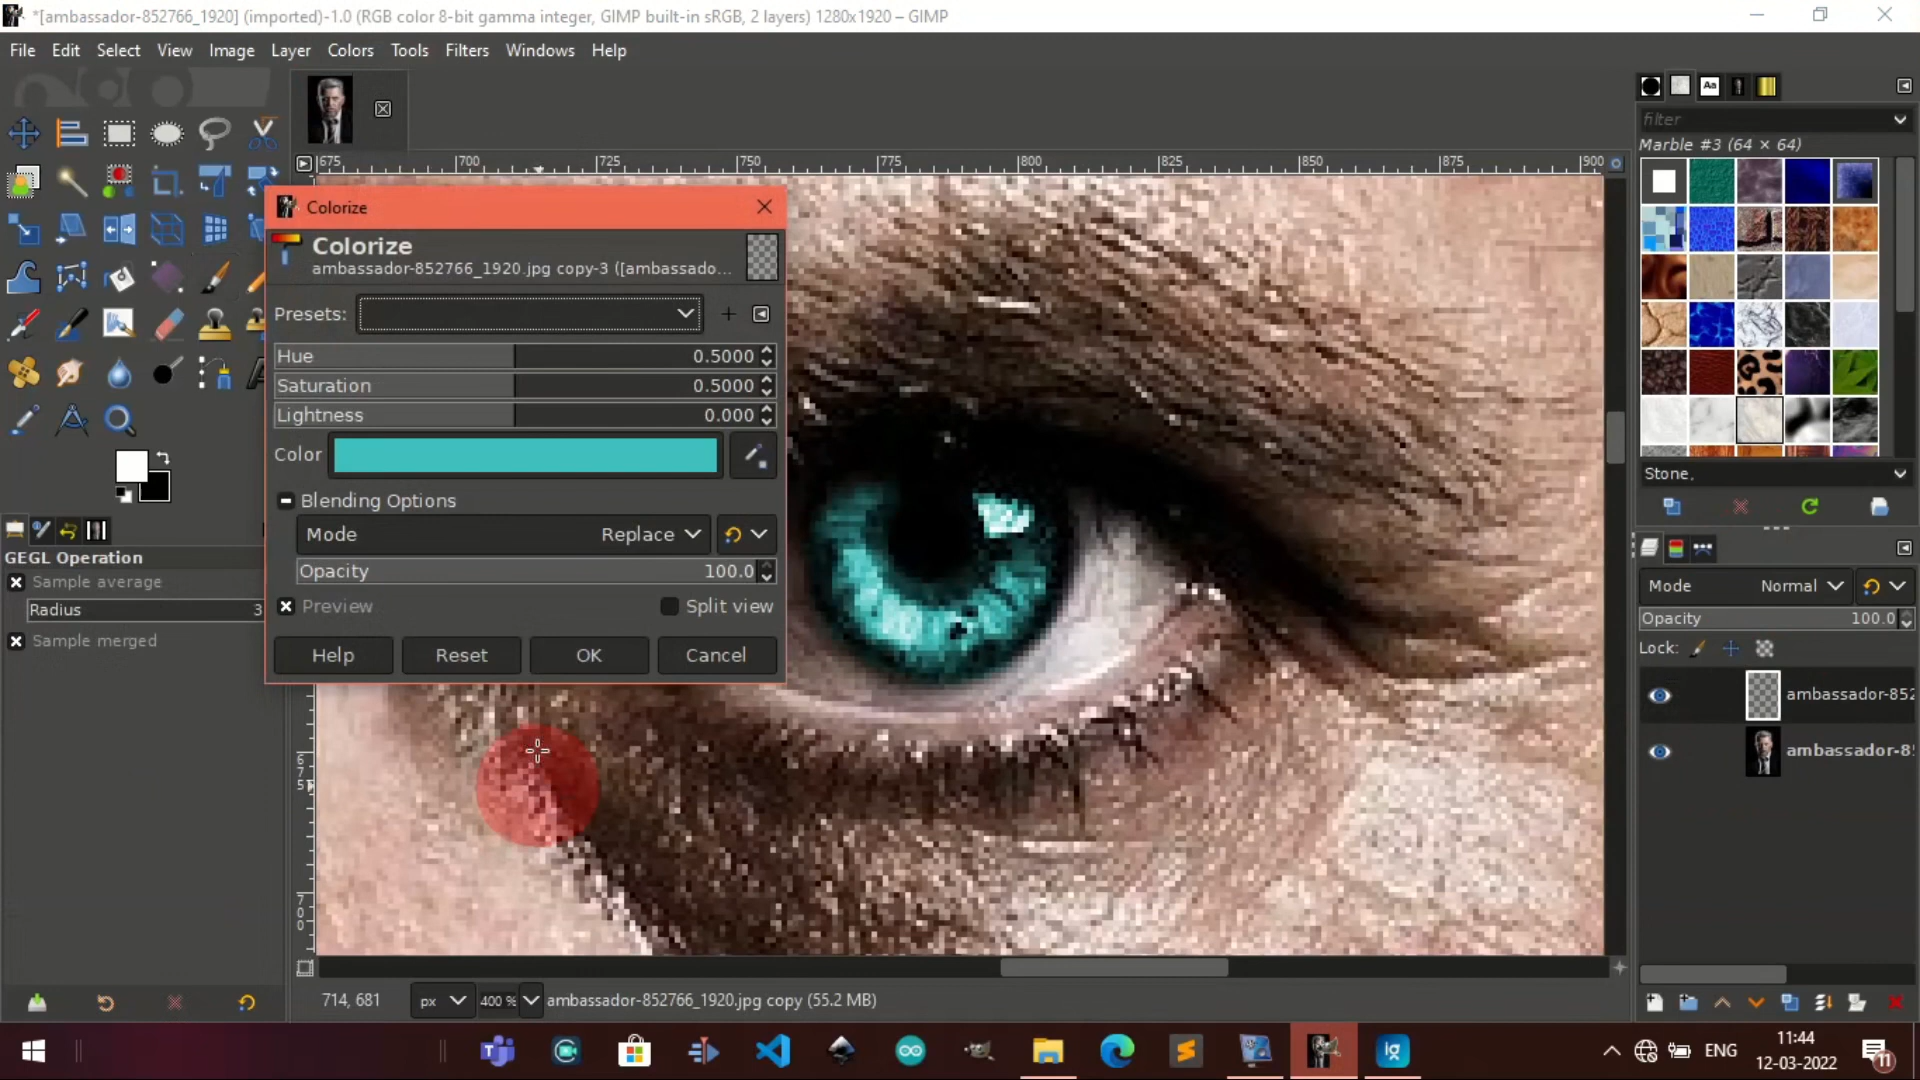 *[ambassador-852766_1920] (imported)-1.0 (RGB color 8-bit gamma integer, GIMP built-in sRGB, 2 layers) 1280x1920 – GIMP
File Edit Select View Image Layer Colors Tools Filters Windows Help
Aa
filter
Marble #3 (64 × 64)
675 700 725 750 775 800 825 850 875 900
Colorize
Colorize
ambassador-852766_1920.jpg copy-3 ([ambassado...
Presets:
Hue 0.5000
Saturation 0.5000
Lightness 0.000
Color
Blending Options
Mode Replace
Opacity 100.0
Preview Split view
Help Reset OK Cancel
GEGL Operation
Sample average
Radius 3
Sample merged
Stone,
Mode Normal
Opacity 100.0
Lock:
ambassador-852
ambassador-8
675
700
714, 681 px 400 % ambassador-852766_1920.jpg copy (55.2 MB)
ig
ENG
11:44
12-03-2022
11